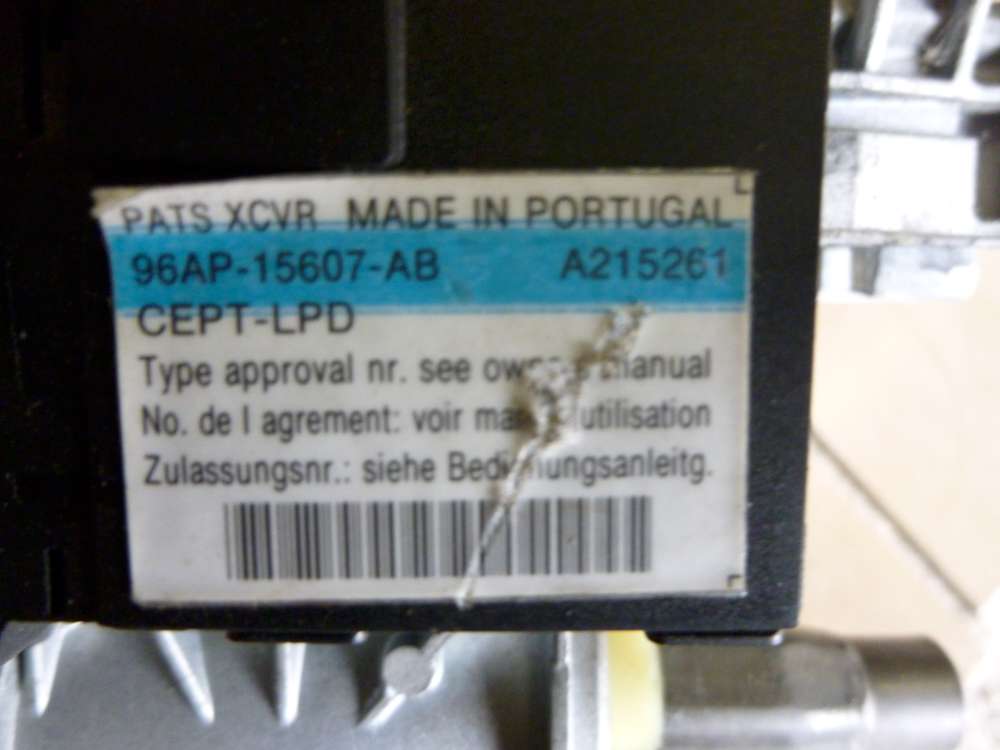 PATS XCVR MADE IN PORTUGAL
96AP-15607-AB A215261
CEPT-LPD
Type approval nr. see manual
No. de l agrement: voir utilisation
Zulassungsnr.: siehe